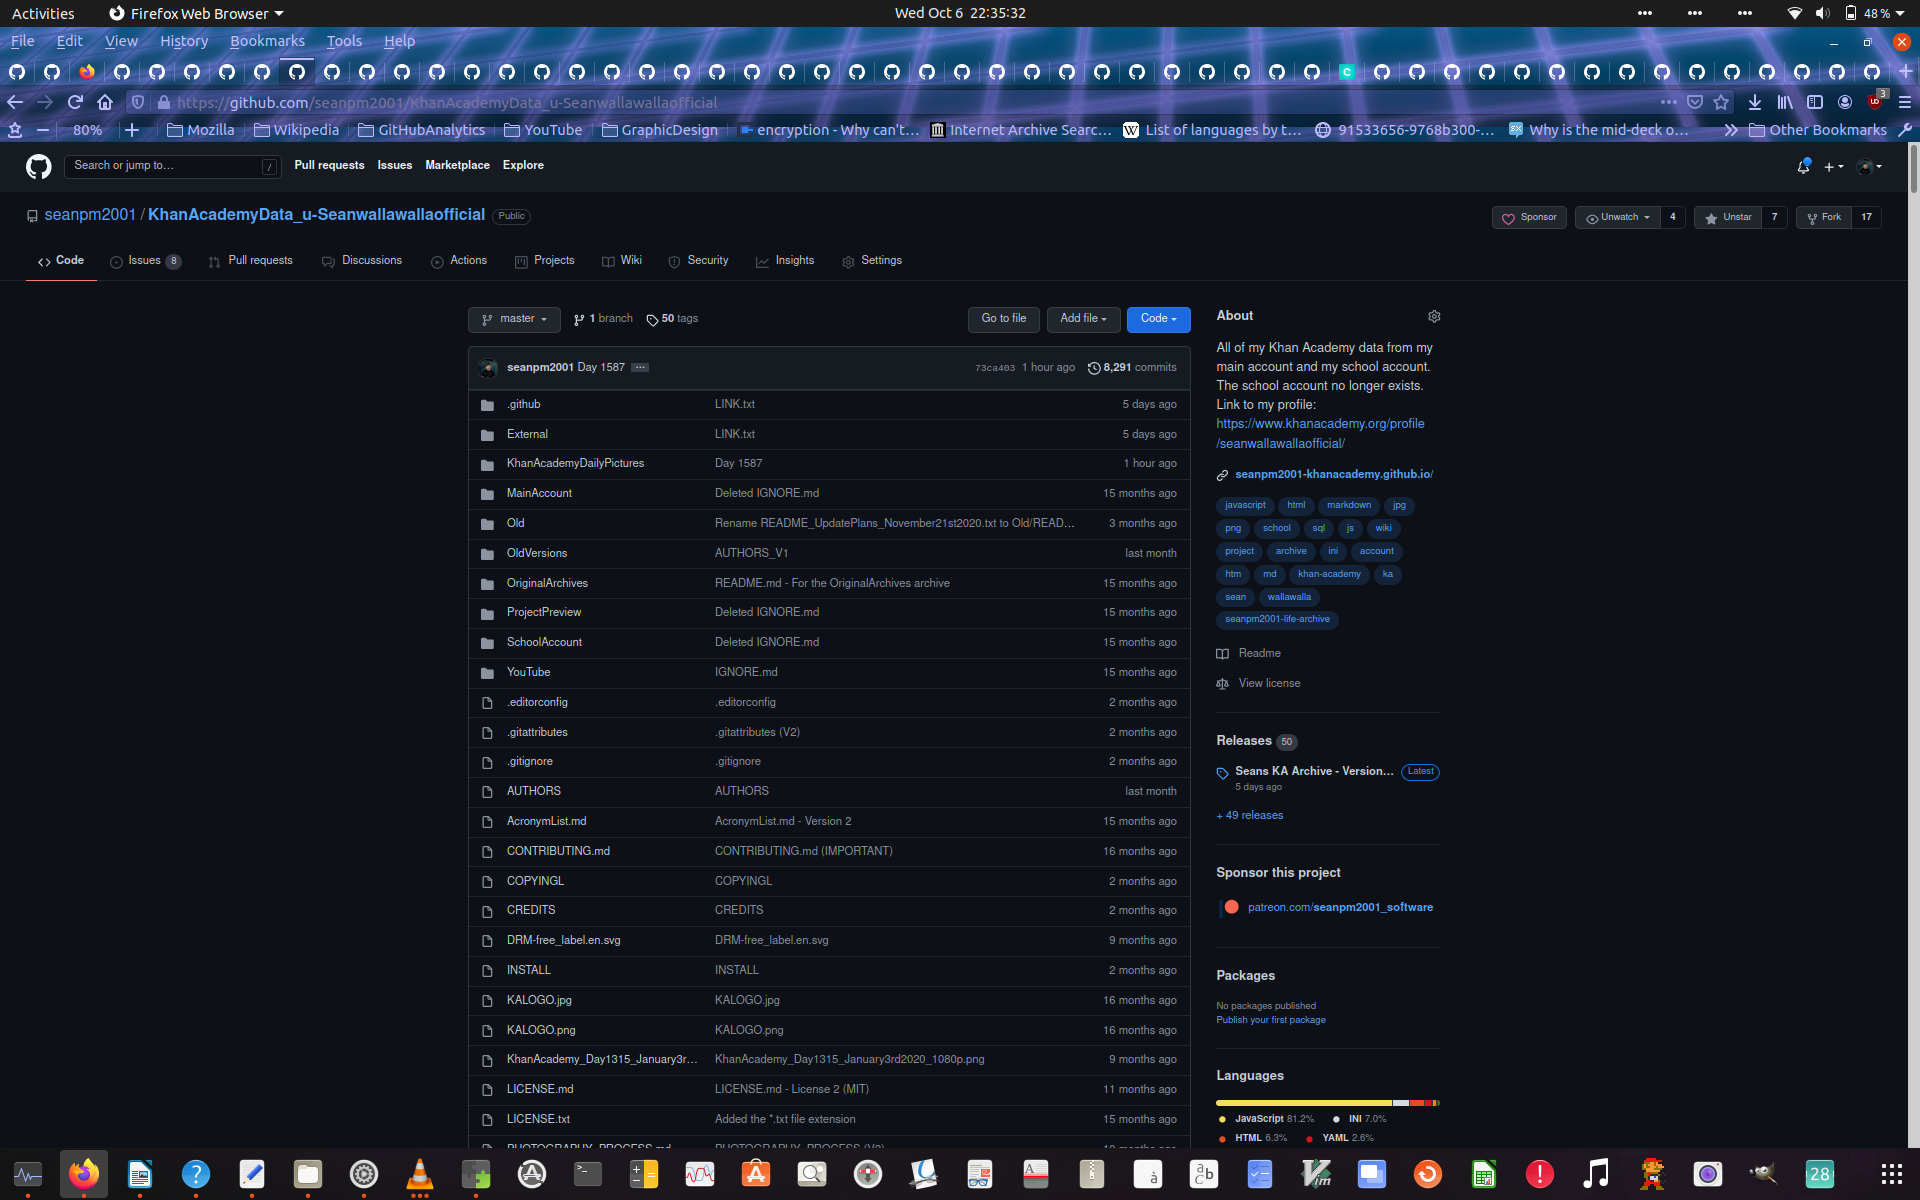 Activities Firefox Web Browser Wed Oct 6 22:35:32 48 %
File Edit View History Bookmarks Tools Help
https://github.com/seanpm2001/KhanAcademyData_u-Seanwallawallaofficial 3
80% Mozilla Wikipedia GitHubAnalytics YouTube GraphicDesign encryption - Why can't… Internet Archive Searc… List of languages by t… 91533656-9768b300-… Why is the mid-deck o… Other Bookmarks
Search or jump to… / Pull requests Issues Marketplace Explore
seanpm2001 / KhanAcademyData_u-Seanwallawallaofficial Public Sponsor Unwatch 4 Unstar 7 Fork 17
Code Issues 8 Pull requests Discussions Actions Projects Wiki Security Insights Settings
master 1 branch 50 tags Go to file Add file Code
seanpm2001 Day 1587 … 73ca403 1 hour ago 8,291 commits
.github LINK.txt 5 days ago
External LINK.txt 5 days ago
KhanAcademyDailyPictures Day 1587 1 hour ago
MainAccount Deleted IGNORE.md 15 months ago
Old Rename README_UpdatePlans_November21st2020.txt to Old/READ… 3 months ago
OldVersions AUTHORS_V1 last month
OriginalArchives README.md - For the OriginalArchives archive 15 months ago
ProjectPreview Deleted IGNORE.md 15 months ago
SchoolAccount Deleted IGNORE.md 15 months ago
YouTube IGNORE.md 15 months ago
.editorconfig .editorconfig 2 months ago
.gitattributes .gitattributes (V2) 2 months ago
.gitignore .gitignore 2 months ago
AUTHORS AUTHORS last month
AcronymList.md AcronymList.md - Version 2 15 months ago
CONTRIBUTING.md CONTRIBUTING.md (IMPORTANT) 16 months ago
COPYINGL COPYINGL 2 months ago
CREDITS CREDITS 2 months ago
DRM-free_label.en.svg DRM-free_label.en.svg 9 months ago
INSTALL INSTALL 2 months ago
KALOGO.jpg KALOGO.jpg 16 months ago
KALOGO.png KALOGO.png 16 months ago
KhanAcademy_Day1315_January3r… KhanAcademy_Day1315_January3rd2020_1080p.png 9 months ago
LICENSE.md LICENSE.md - License 2 (MIT) 11 months ago
LICENSE.txt Added the *.txt file extension 15 months ago
About
All of my Khan Academy data from my
main account and my school account.
The school account no longer exists.
Link to my profile:
https://www.khanacademy.org/profile
/seanwallawallaofficial/
seanpm2001-khanacademy.github.io/
javascript html markdown jpg
png school sql js wiki
project archive ini account
htm md khan-academy ka
sean wallawalla
seanpm2001-life-archive
Readme
View license
Releases 50
Seans KA Archive - Version… Latest
5 days ago
+ 49 releases
Sponsor this project
patreon.com/seanpm2001_software
Packages
No packages published
Publish your first package
Languages
JavaScript 81.2% INI 7.0%
HTML 6.3% YAML 2.6%
28